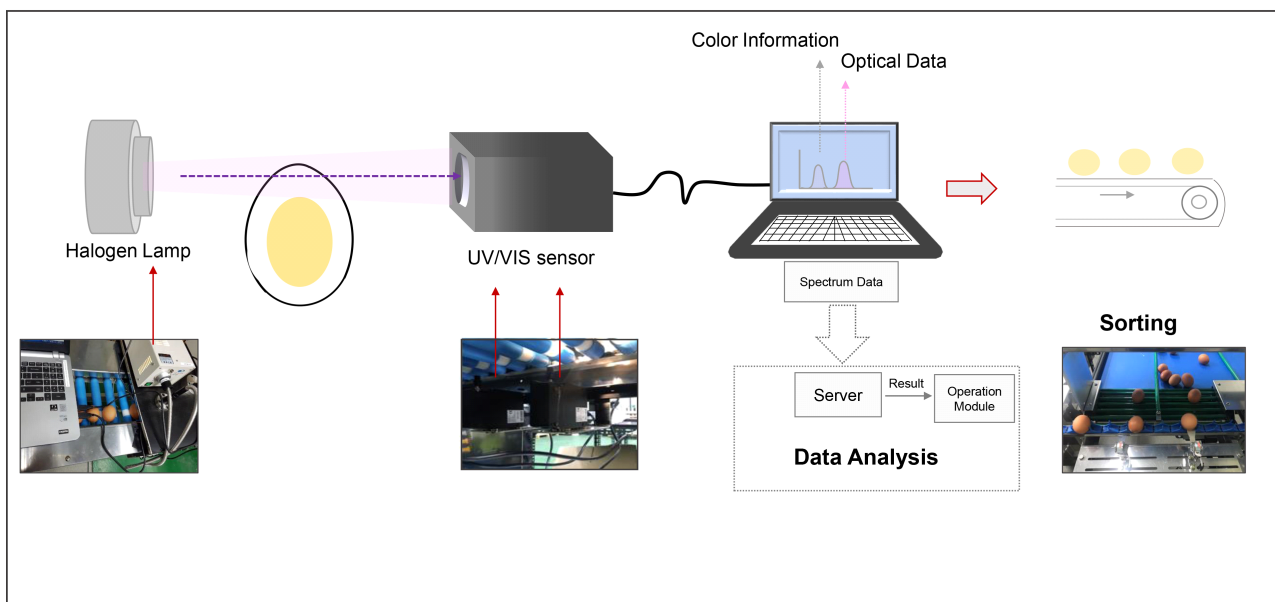 Color Information
Optical Data
Halogen Lamp
UV/VIS sensor
Spectrum Data
Sorting
Server
Result
Operation
Module
Data Analysis